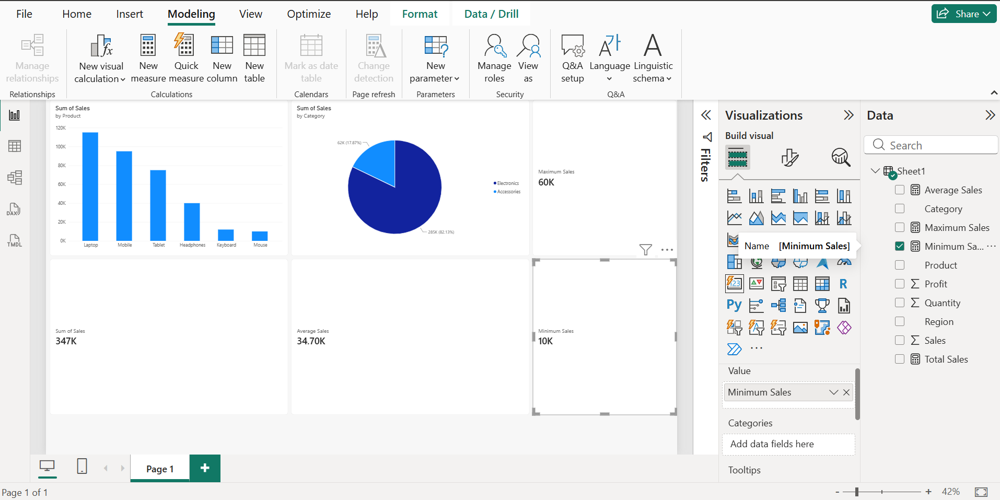 File Home Insert Modeling View Optimize Help Format Data / Drill Share
Manage relationships
New visual calculation
New measure
Quick measure
New column
New table
Mark as date table
Change detection
New parameter
Manage roles
View as
Q&A setup
Language
Linguistic schema
Relationships Calculations Calendars Page refresh Parameters Security Q&A
Sum of Sales
by Product
120K
100K
80K
60K
40K
20K
0K
Laptop Mobile Tablet Headphones Keyboard Mouse
Sum of Sales
by Category
62K (17.87%)
285K (82.13%)
Electronics
Accessories
Maximum Sales
60K
Sum of Sales
347K
Average Sales
34.70K
Minimum Sales
10K
Filters
Visualizations
Build visual
Name [Minimum Sales]
123
R
Py
Value
Minimum Sales
Categories
Add data fields here
Tooltips
Data
Search
Sheet1
Average Sales
Category
Maximum Sales
Minimum Sa...
Product
Profit
Quantity
Region
Sales
Total Sales
DAX
TMDL
Page 1
Page 1 of 1
- + 42%